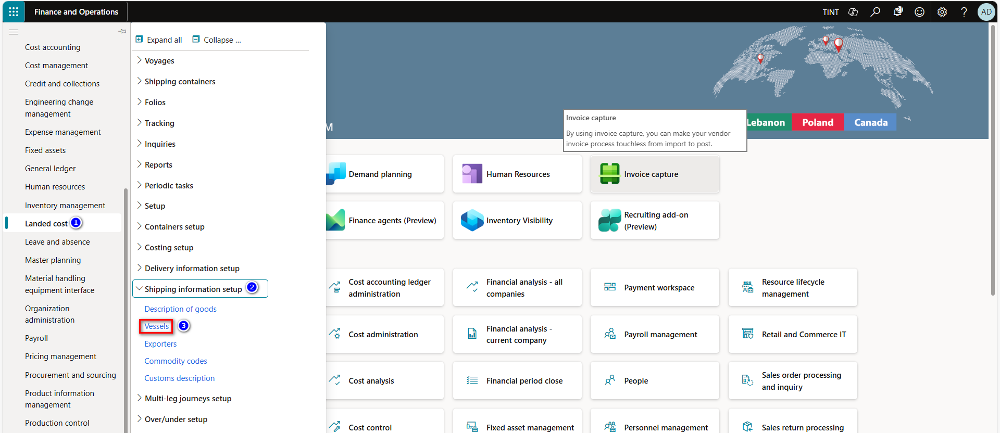 Finance and Operations
TINT
21
AD
Cost accounting
Cost management
Credit and collections
Engineering change
management
Expense management
Fixed assets
General ledger
Human resources
Inventory management
Landed cost
1
Leave and absence
Master planning
Material handling
equipment interface
Organization
administration
Payroll
Pricing management
Procurement and sourcing
Product information
management
Production control
Expand all
Collapse ...
Voyages
Shipping containers
Folios
Tracking
Inquiries
Reports
Periodic tasks
Setup
Containers setup
Costing setup
Delivery information setup
Shipping information setup
2
Description of goods
Vessels
3
Exporters
Commodity codes
Customs description
Multi-leg journeys setup
Over/under setup
M
Invoice capture
By using invoice capture, you can make your vendor
invoice process touchless from import to post.
Lebanon
Poland
Canada
Demand planning
Human Resources
Invoice capture
Finance agents (Preview)
Inventory Visibility
Recruiting add-on
(Preview)
Cost accounting ledger
administration
Financial analysis - all
companies
Payment workspace
Resource lifecycle
management
Cost administration
Financial analysis -
current company
Payroll management
Retail and Commerce IT
Cost analysis
Financial period close
People
Sales order processing
and inquiry
Cost control
Fixed asset management
Personnel management
Sales return processing